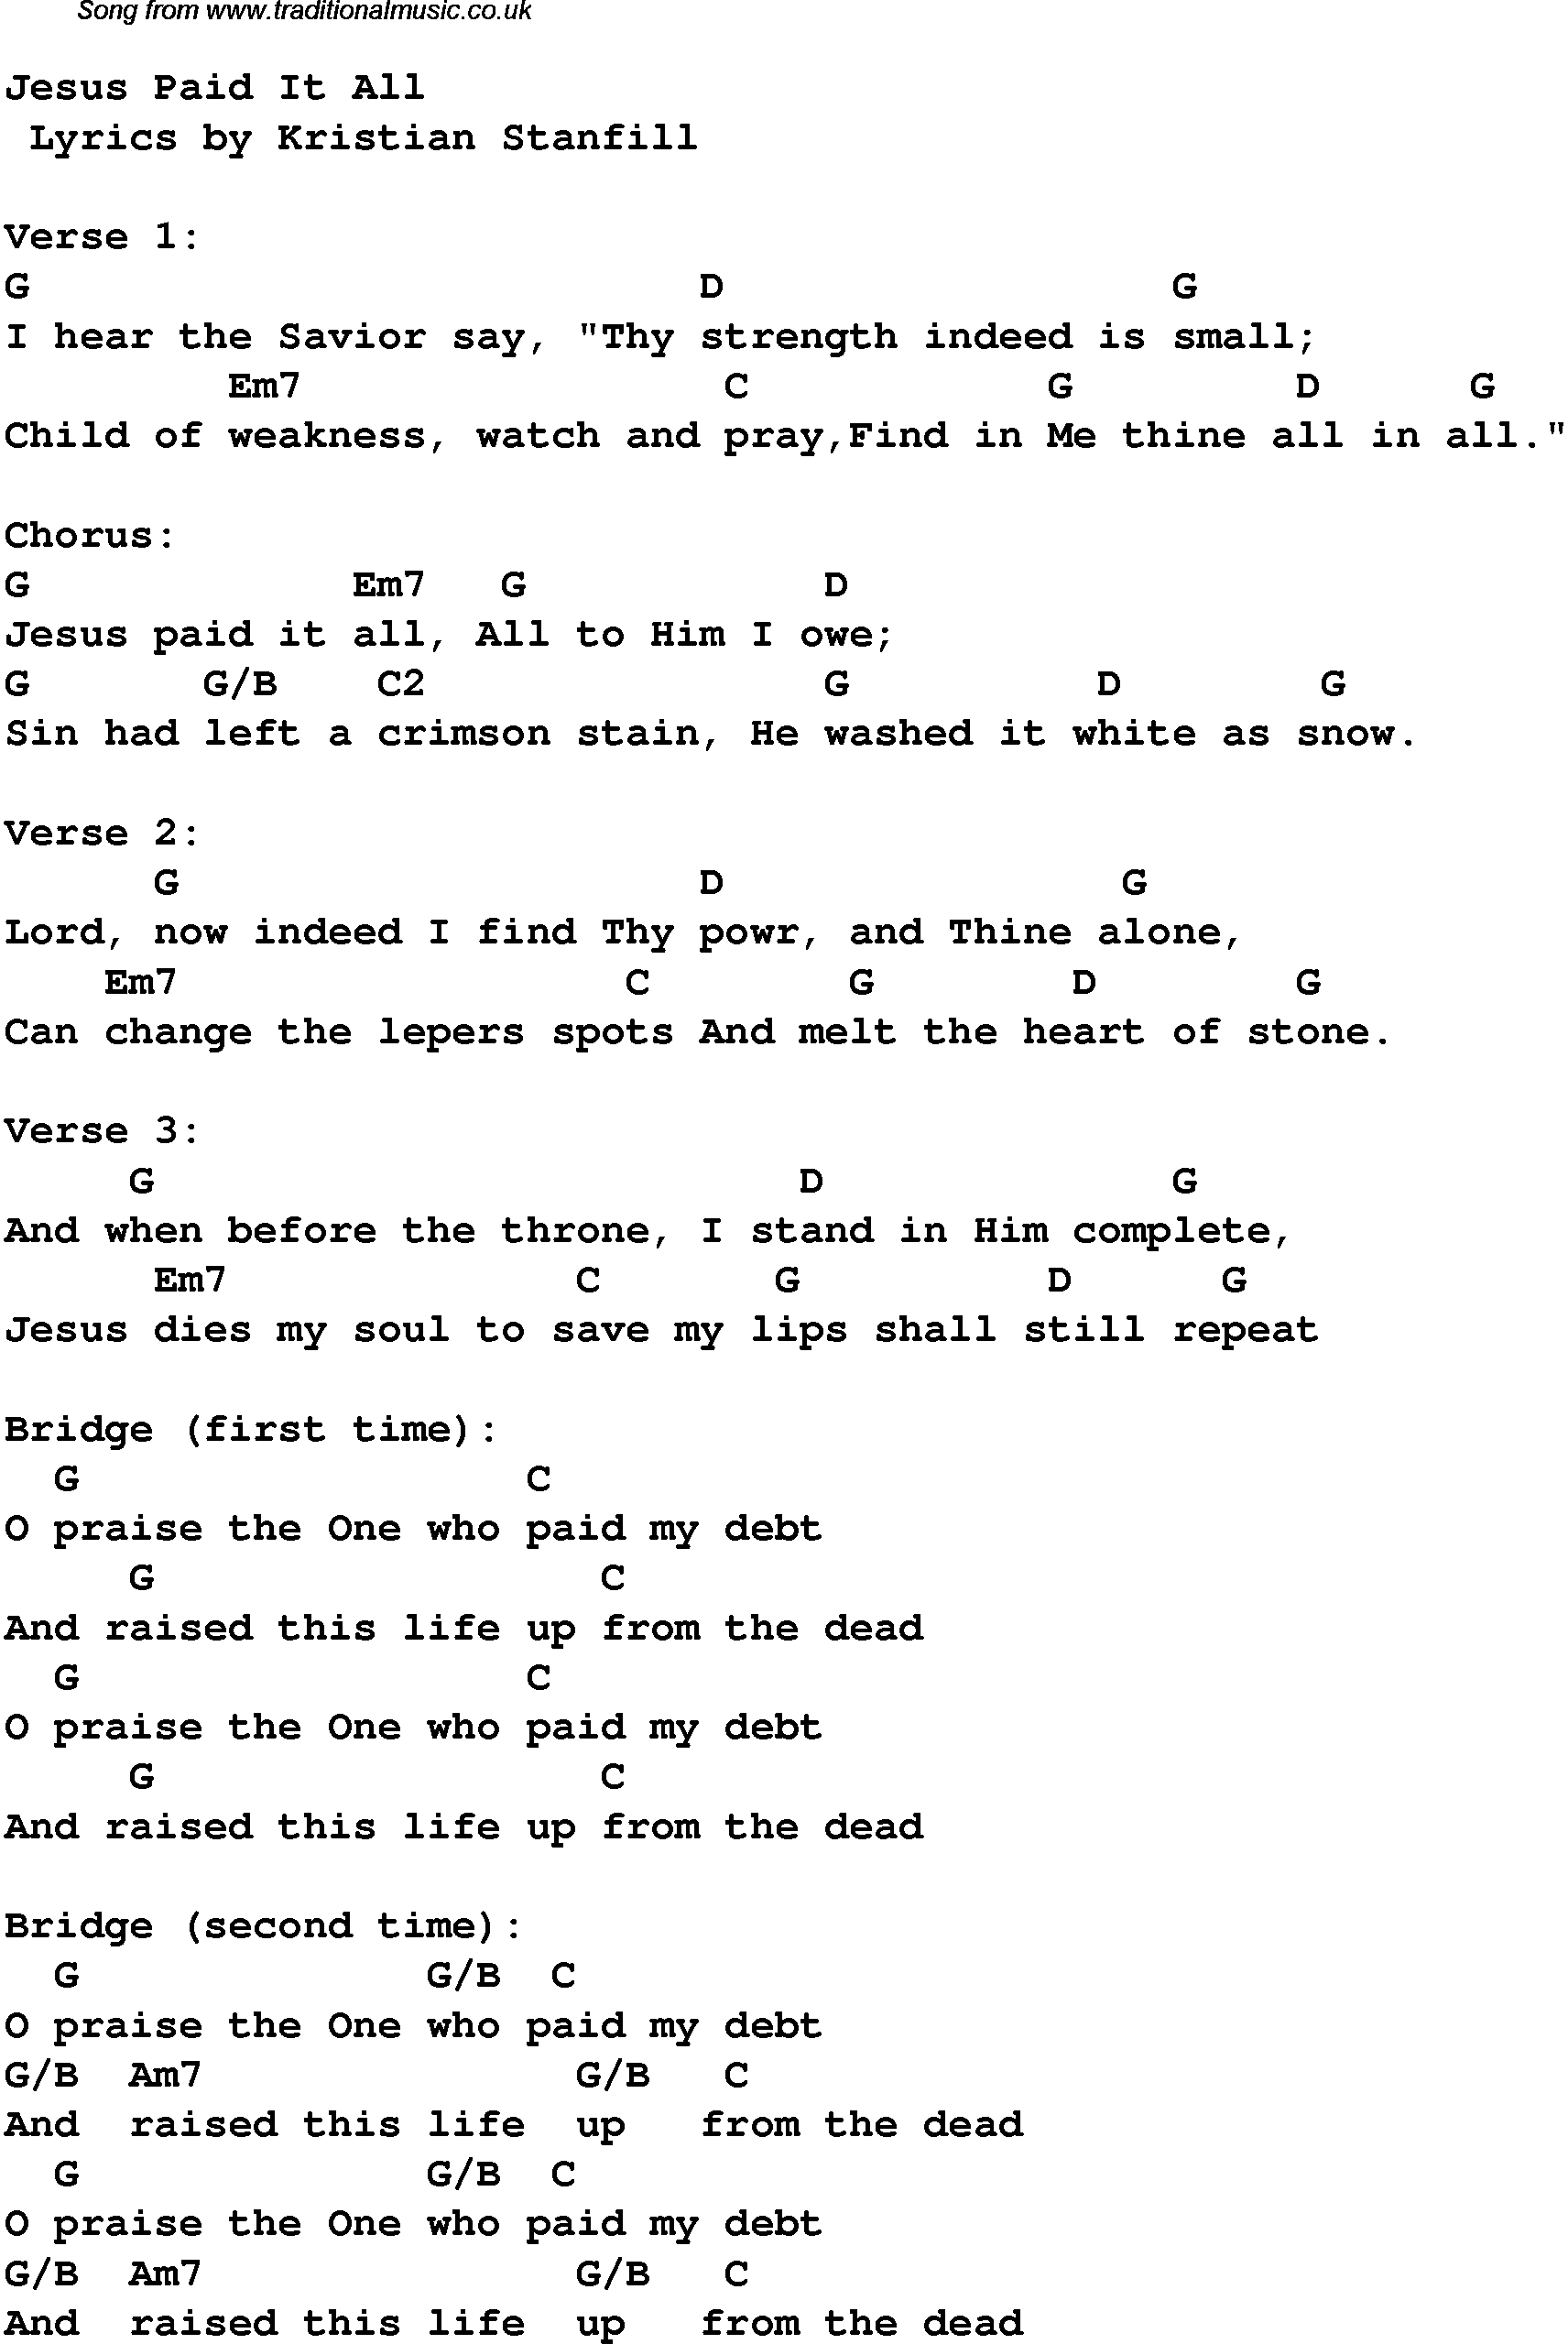 Song from www.traditionalmusic.co.uk
Jesus Paid It All
Lyrics by Kristian Stanfill
Verse 1:
G D G
I hear the Savior say, "Thy strength indeed is small;
Em7 C G D G
Child of weakness, watch and pray,Find in Me thine all in all."
Chorus:
G Em7 G D
Jesus paid it all, All to Him I owe;
G G/B C2 G D G
Sin had left a crimson stain, He washed it white as snow.
Verse 2:
G D G
Lord, now indeed I find Thy powr, and Thine alone,
Em7 C G D G
Can change the lepers spots And melt the heart of stone.
Verse 3:
G D G
And when before the throne, I stand in Him complete,
Em7 C G D G
Jesus dies my soul to save my lips shall still repeat
Bridge (first time):
G C
O praise the One who paid my debt
G C
And raised this life up from the dead
G C
O praise the One who paid my debt
G C
And raised this life up from the dead
Bridge (second time):
G G/B C
O praise the One who paid my debt
G/B Am7 G/B C
And raised this life up from the dead
G G/B C
O praise the One who paid my debt
G/B Am7 G/B C
And raised this life up from the dead